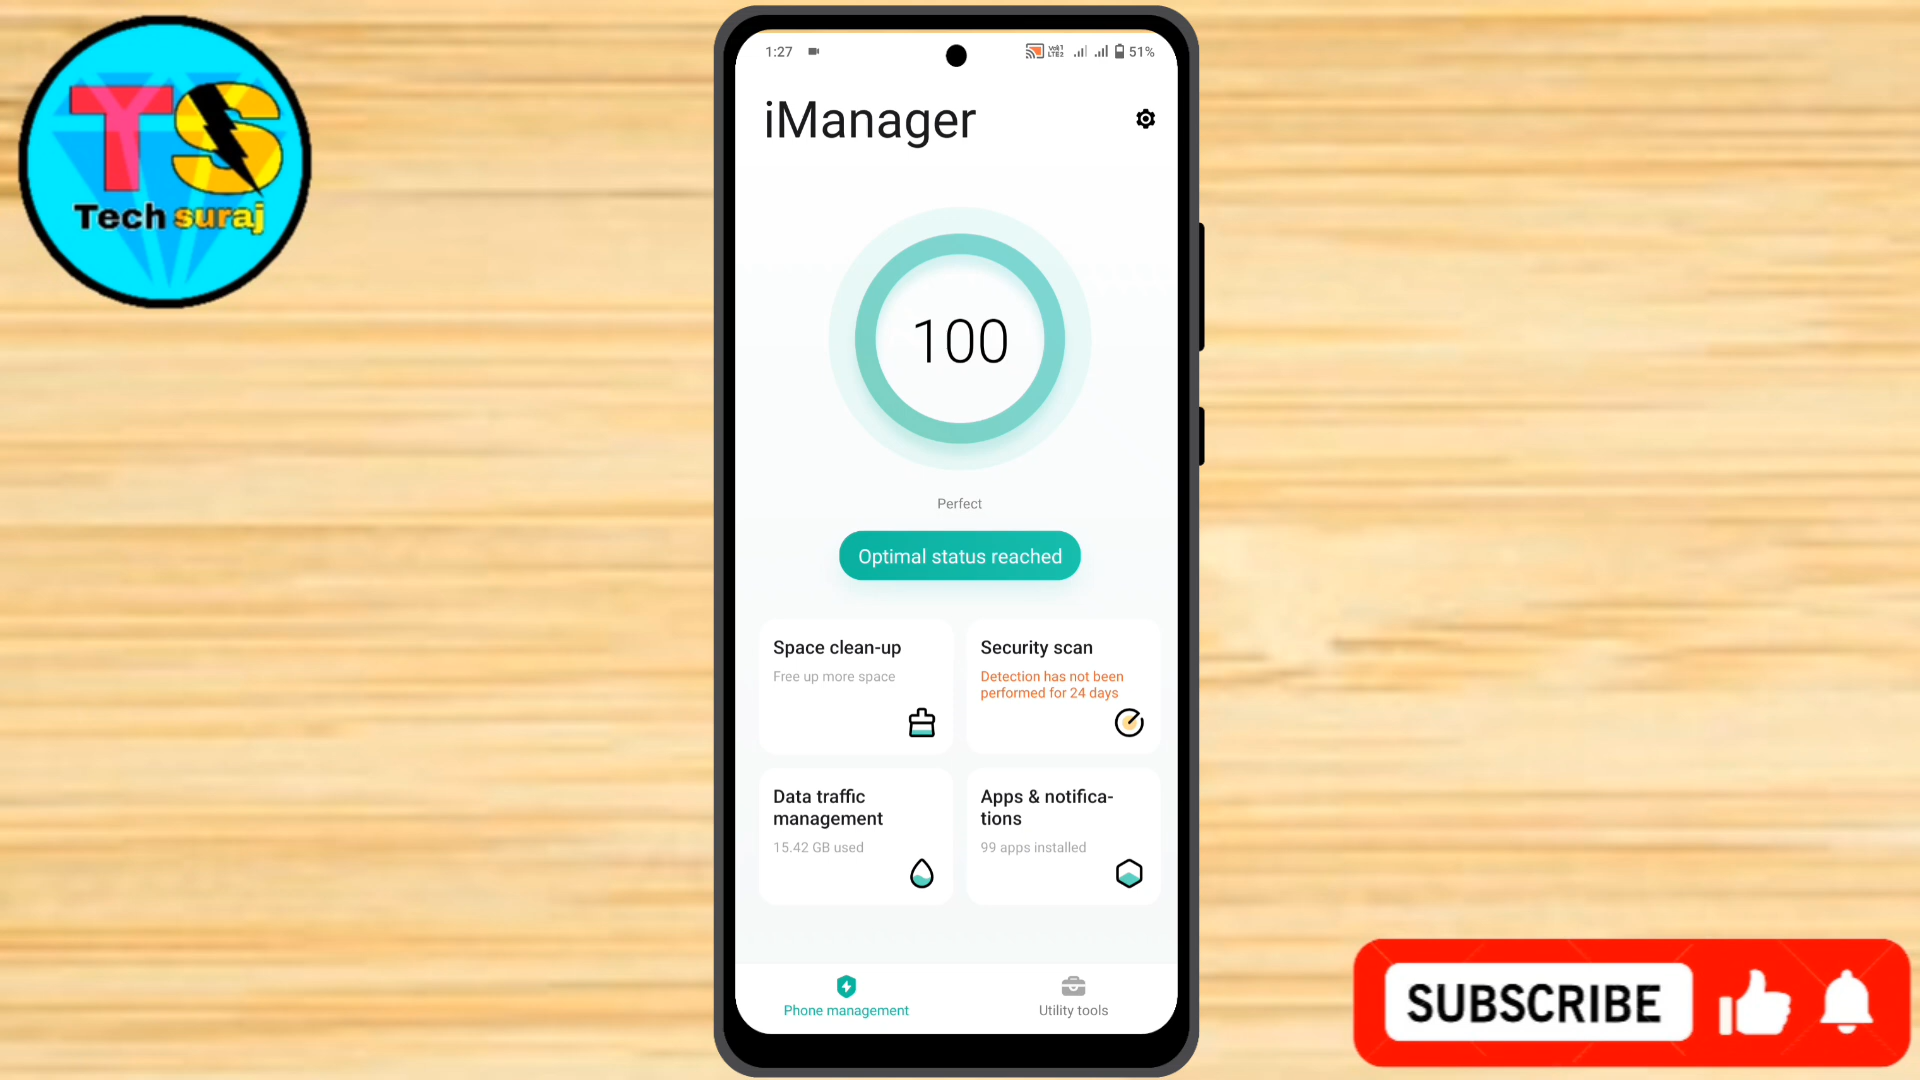 TS
Tech suraj
1:27
51%
iManager
100
Perfect
Optimal status reached
Space clean-up
Free up more space
Security scan
Detection has not been
performed for 24 days
Data traffic
management
15.42 GB used
Apps & notifica-
tions
99 apps installed
Phone management
Utility tools
SUBSCRIBE